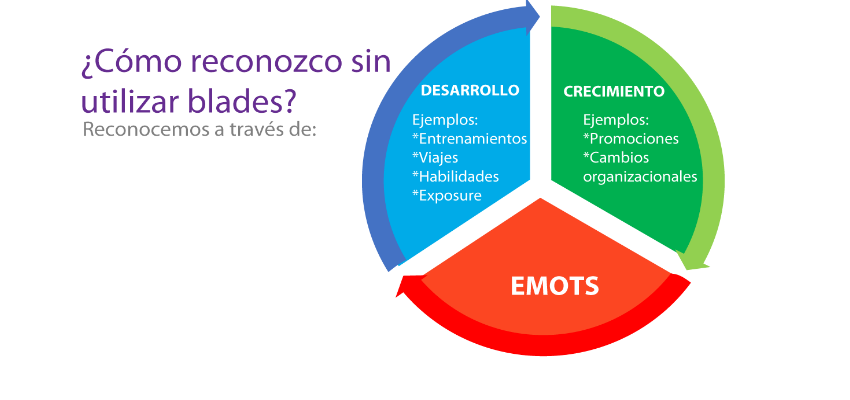 ¿Cómo reconozco sin
utilizar blades?
Reconocemos a través de:
DESARROLLO
Ejemplos:
*Entrenamientos
*Viajes
*Habilidades
*Exposure
CRECIMIENTO
Ejemplos:
*Promociones
*Cambios
organizacionales
EMOTS